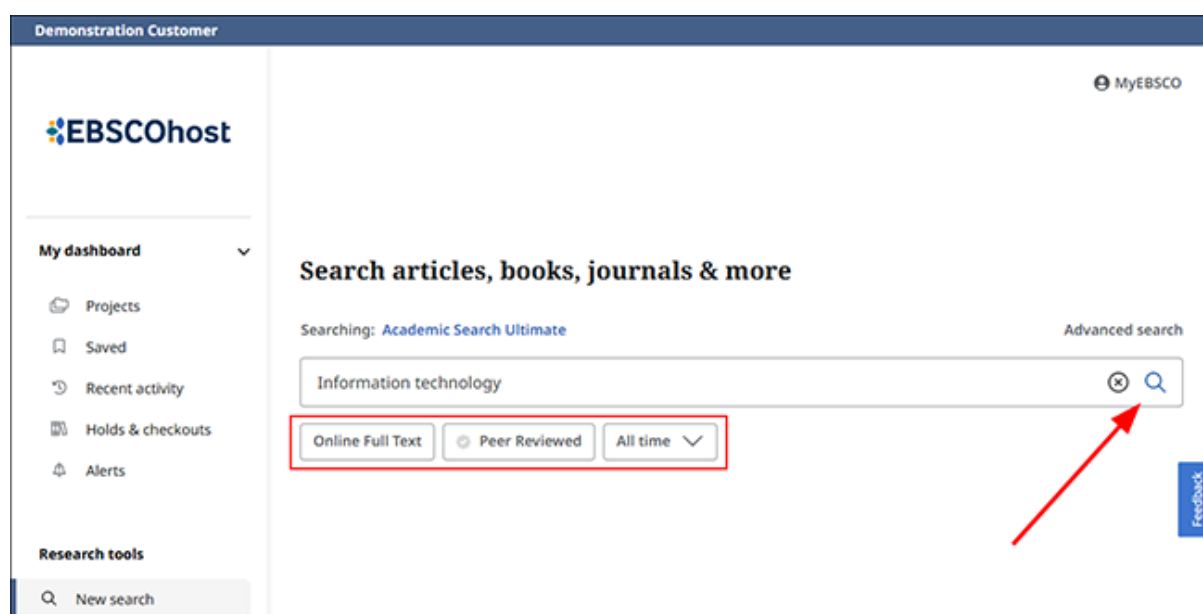 Demonstration Customer
MyEBSCO
EBSCOhost
My dashboard
Projects
Saved
Recent activity
Holds & checkouts
Alerts
Research tools
New search
Search articles, books, journals & more
Searching: Academic Search Ultimate
Advanced search
Information technology
Online Full Text
Peer Reviewed
All time
Feedback